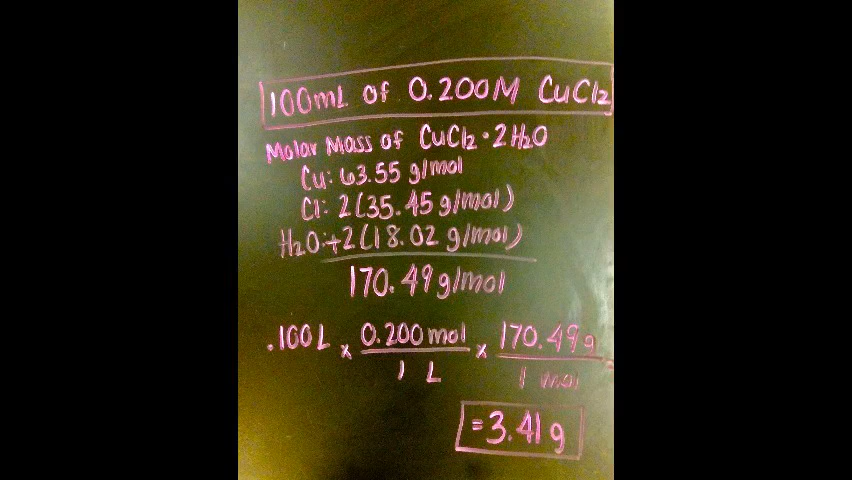 100mL of 0.200M CuCl₂
Molar Mass of CuCl₂ • 2H₂O
Cu: 63.55 g/mol
Cl: 2(35.45 g/mol)
H₂O: +2(18.02 g/mol)
170.49 g/mol
.100L x 0.200 mol / 1 L x 170.49 g / 1 mol
= 3.41 g